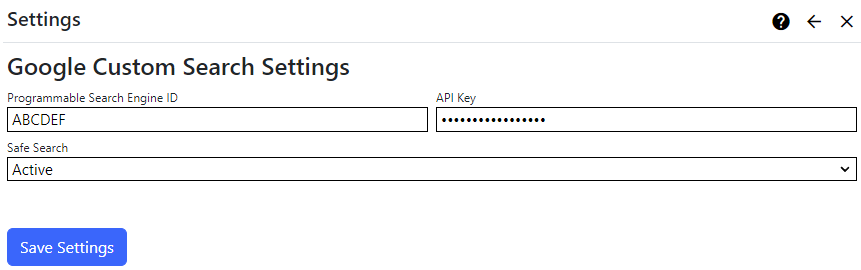 Settings
Google Custom Search Settings
Programmable Search Engine ID API Key
ABCDEF •••••••••••••••••
Safe Search
Active
Save Settings